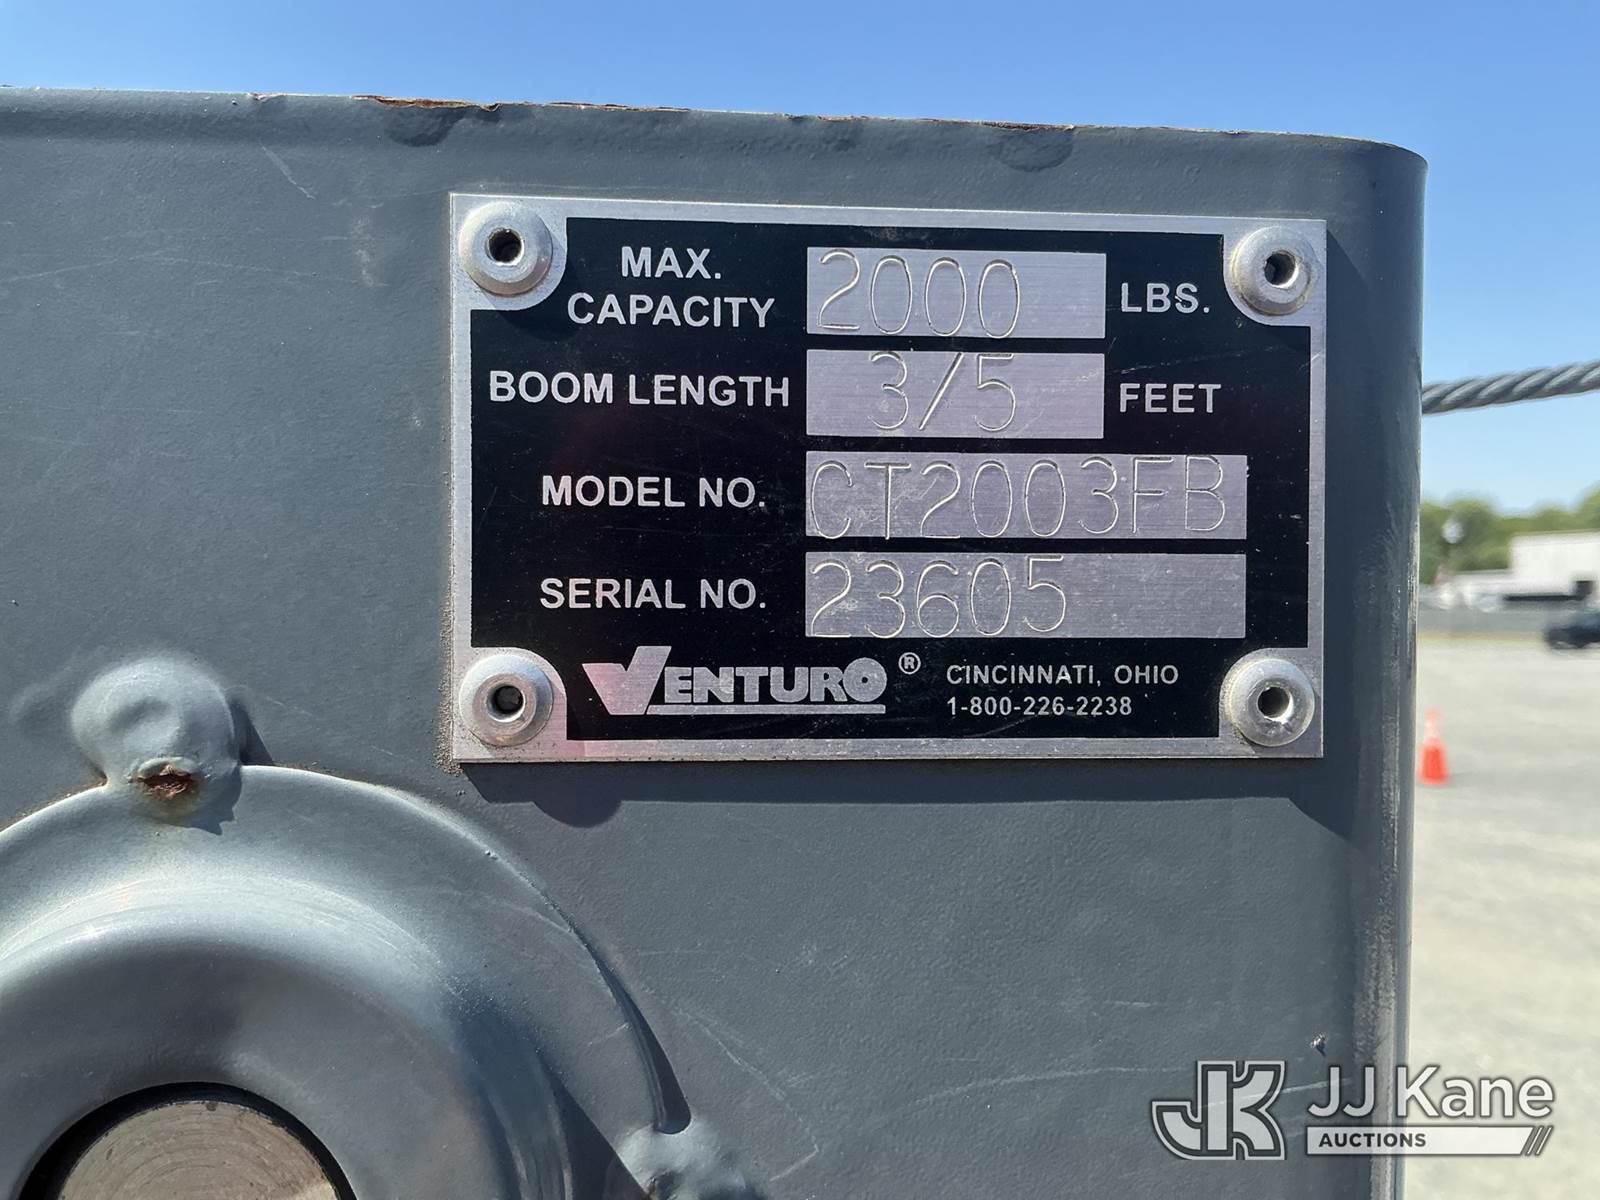 MAX. CAPACITY 2000 LBS.
BOOM LENGTH 3/5 FEET
MODEL NO. CT2003FB
SERIAL NO. 23605
VENTURO® CINCINNATI, OHIO
1-800-226-2238
JK JJ Kane
AUCTIONS